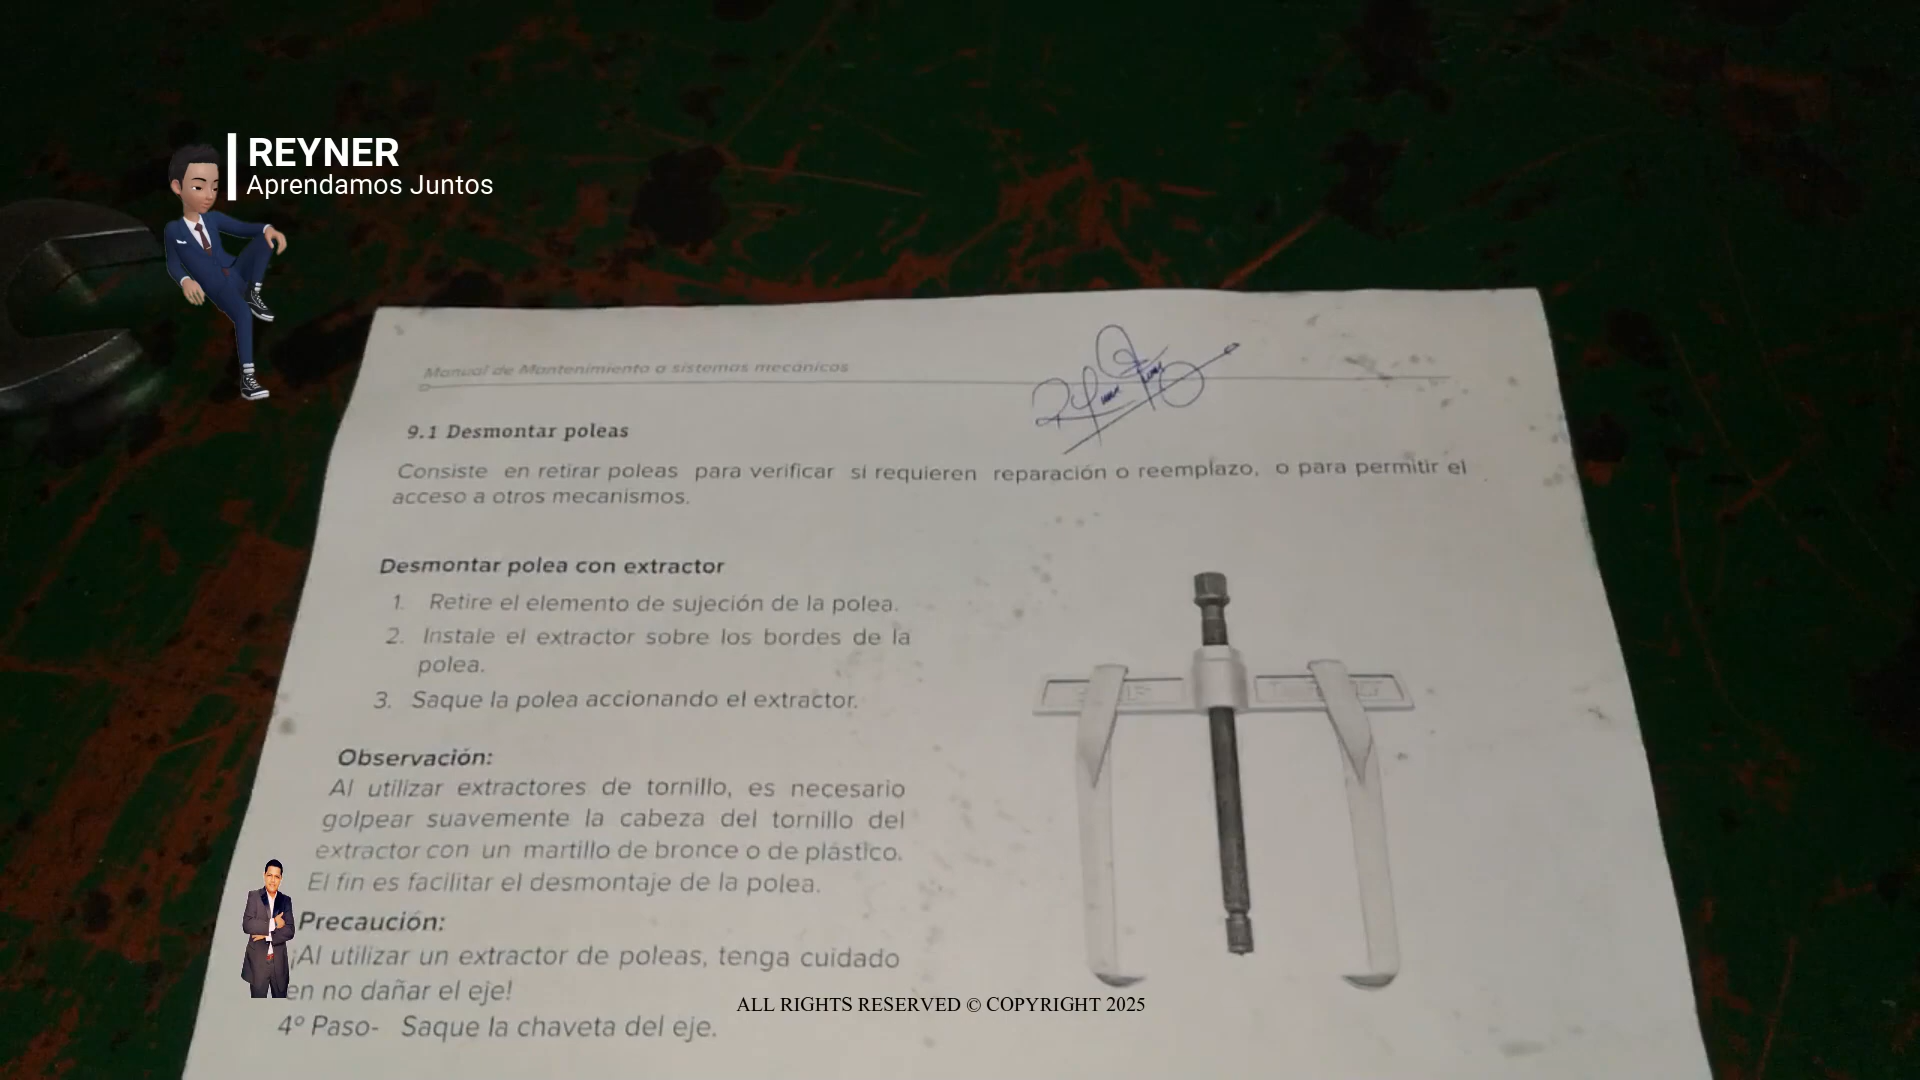 REYNER
Aprendamos Juntos
Manual de Mantenimiento a sistemas mecánicos
9.1 Desmontar poleas
Consiste en retirar poleas para verificar si requieren reparación o reemplazo, o para permitir el
acceso a otros mecanismos.
Desmontar polea con extractor
1. Retire el elemento de sujeción de la polea.
2. Instale el extractor sobre los bordes de la
polea.
3. Saque la polea accionando el extractor.
Observación:
Al utilizar extractores de tornillo, es necesario
golpear suavemente la cabeza del tornillo del
extractor con un martillo de bronce o de plástico.
El fin es facilitar el desmontaje de la polea.
Precaución:
¡Al utilizar un extractor de poleas, tenga cuidado
en no dañar el eje!
4º Paso- Saque la chaveta del eje.
ALL RIGHTS RESERVED © COPYRIGHT 2025